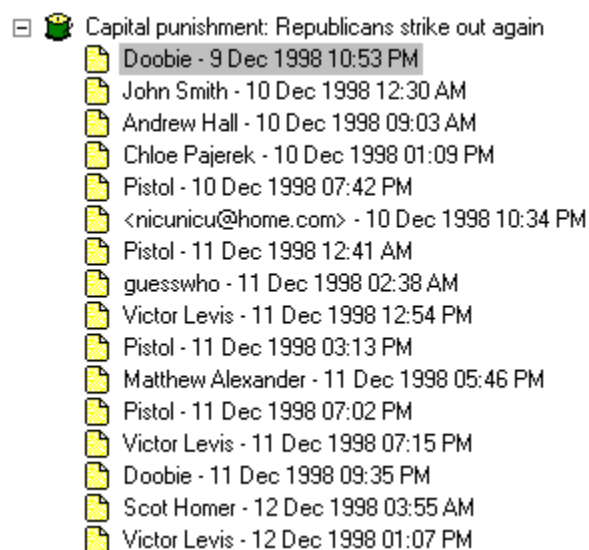 Capital punishment: Republicans strike out again
Doobie - 9 Dec 1998 10:53 PM
John Smith - 10 Dec 1998 12:30 AM
Andrew Hall - 10 Dec 1998 09:03 AM
Chloe Pajerek - 10 Dec 1998 01:09 PM
Pistol - 10 Dec 1998 07:42 PM
<nicunicu@home.com> - 10 Dec 1998 10:34 PM
Pistol - 11 Dec 1998 12:41 AM
guesswho - 11 Dec 1998 02:38 AM
Victor Levis - 11 Dec 1998 12:54 PM
Pistol - 11 Dec 1998 03:13 PM
Matthew Alexander - 11 Dec 1998 05:46 PM
Pistol - 11 Dec 1998 07:02 PM
Victor Levis - 11 Dec 1998 07:15 PM
Doobie - 11 Dec 1998 09:35 PM
Scot Homer - 12 Dec 1998 03:55 AM
Victor Levis - 12 Dec 1998 01:07 PM